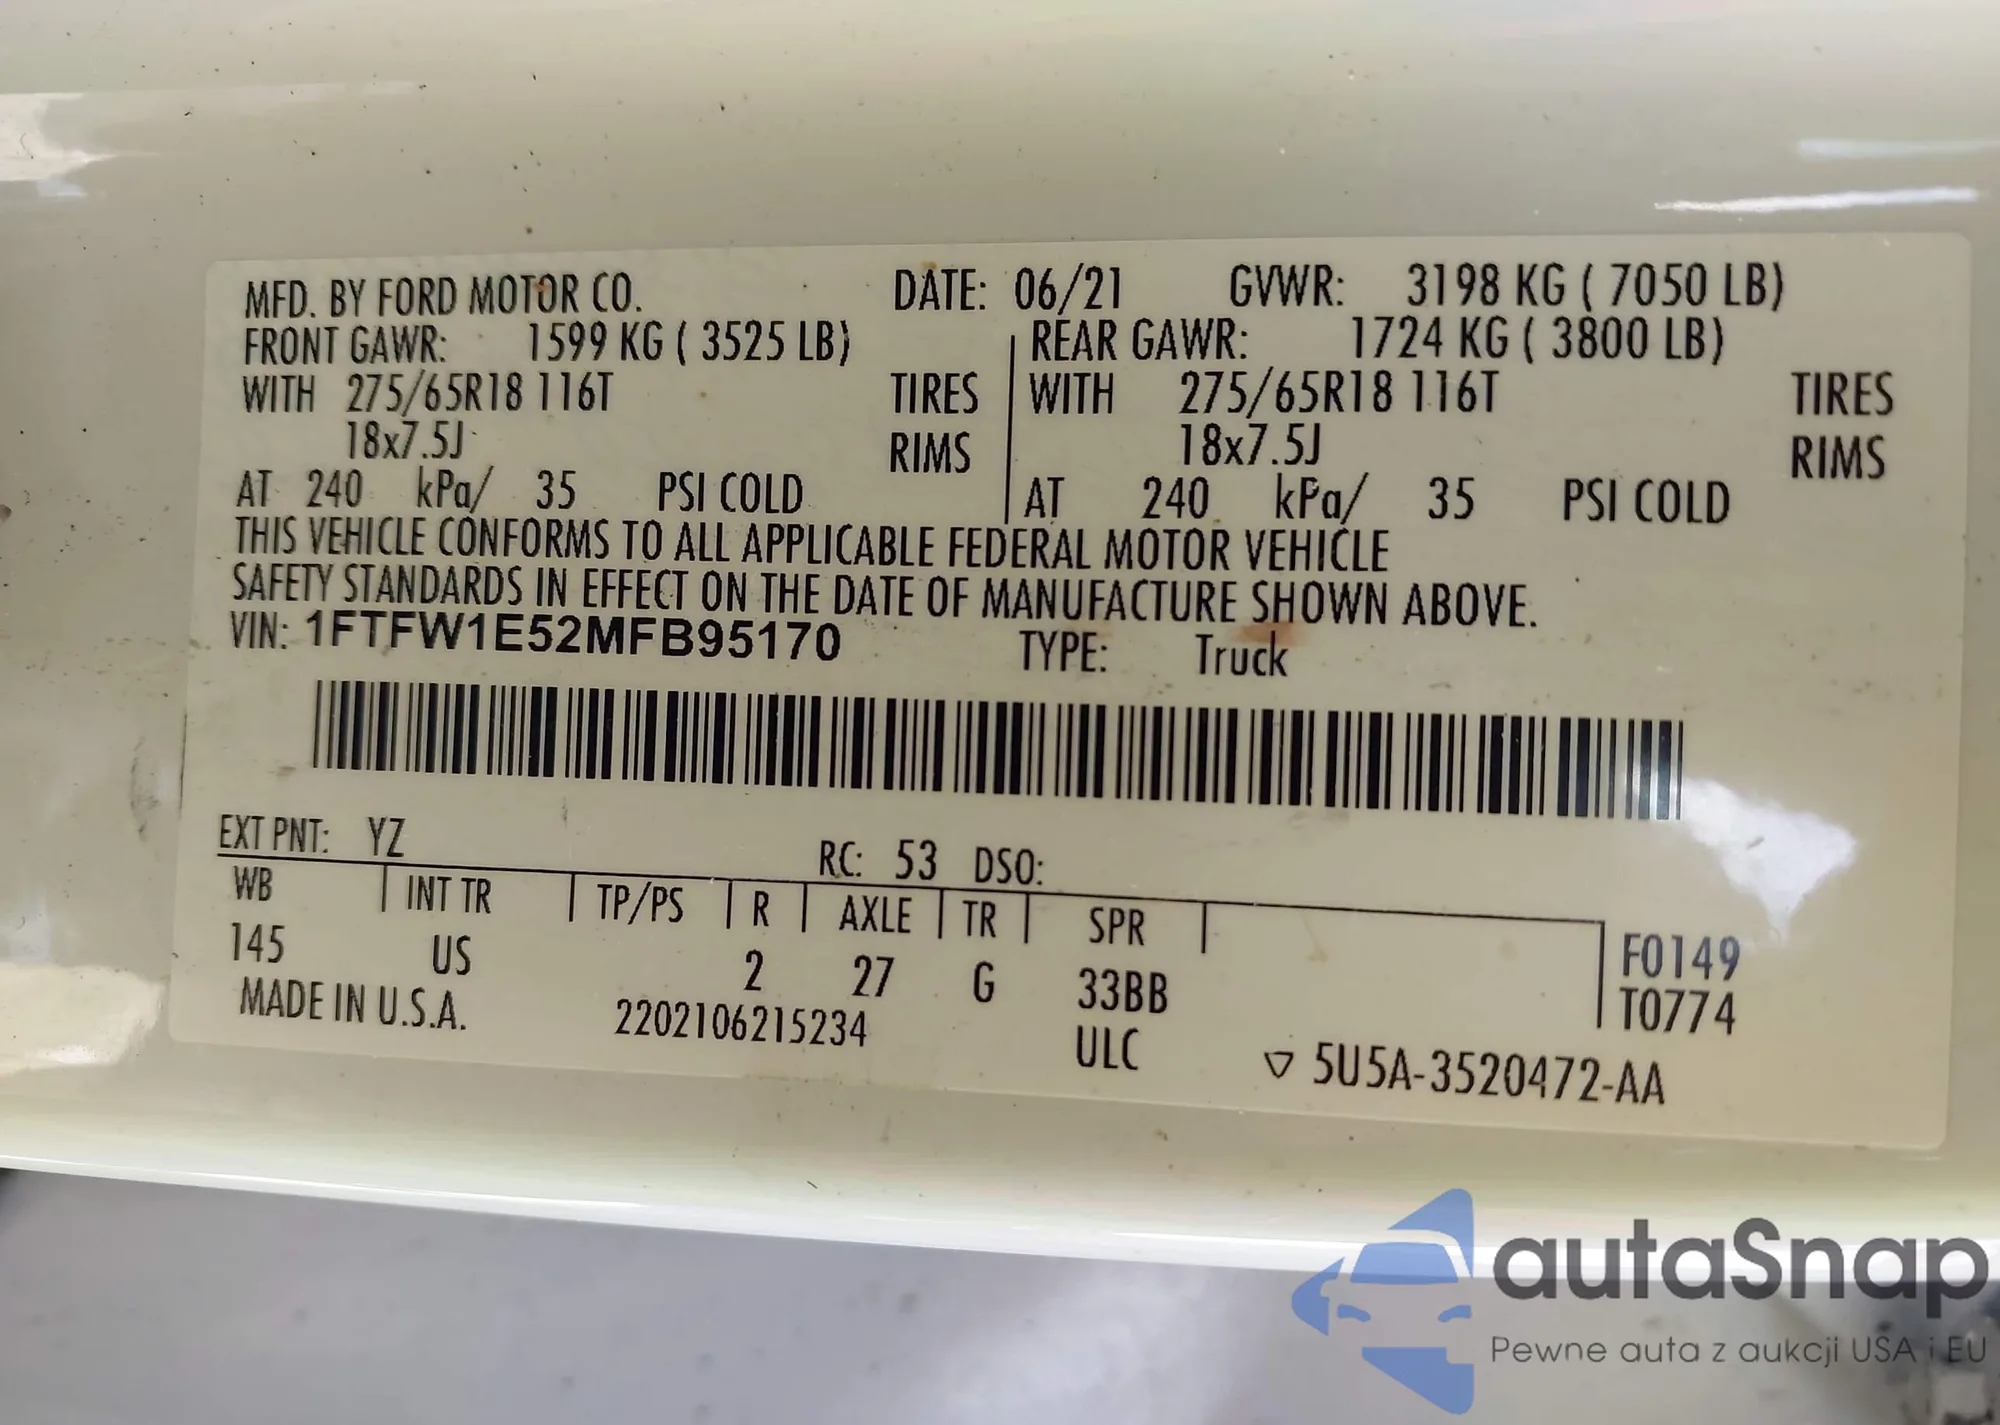 MFD. BY FORD MOTOR CO. DATE: 06/21 GVWR: 3198 KG ( 7050 LB)
FRONT GAWR: 1599 KG ( 3525 LB) REAR GAWR: 1724 KG ( 3800 LB)
WITH 275/65R18 116T TIRES WITH 275/65R18 116T TIRES
18x7.5J RIMS 18x7.5J RIMS
AT 240 kPa/ 35 PSI COLD AT 240 kPa/ 35 PSI COLD
THIS VEHICLE CONFORMS TO ALL APPLICABLE FEDERAL MOTOR VEHICLE
SAFETY STANDARDS IN EFFECT ON THE DATE OF MANUFACTURE SHOWN ABOVE.
VIN: 1FTFW1E52MFB95170 TYPE: Truck
EXT PNT: YZ RC: 53 DSO:
WB INT TR TP/PS R AXLE TR SPR F0149
145 US 2 27 G 33BB T0774
MADE IN U.S.A. 2202106215234 ULC ▽ 5U5A-3520472-AA
autaSnap
Pewne auta z aukcji USA i EU